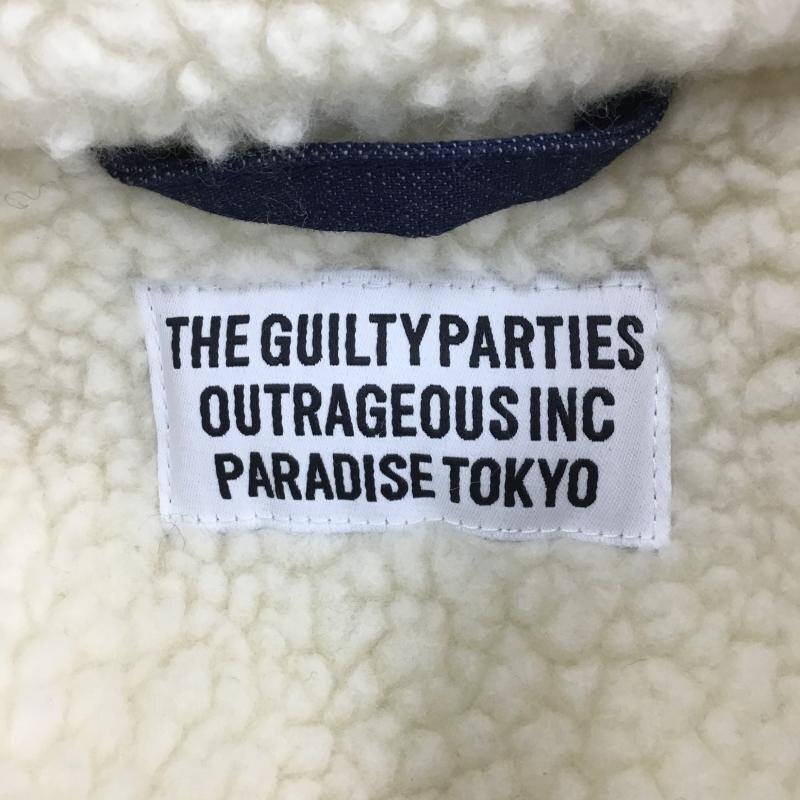 THE GUILTY PARTIES
OUTRAGEOUS INC
PARADISE TOKYO